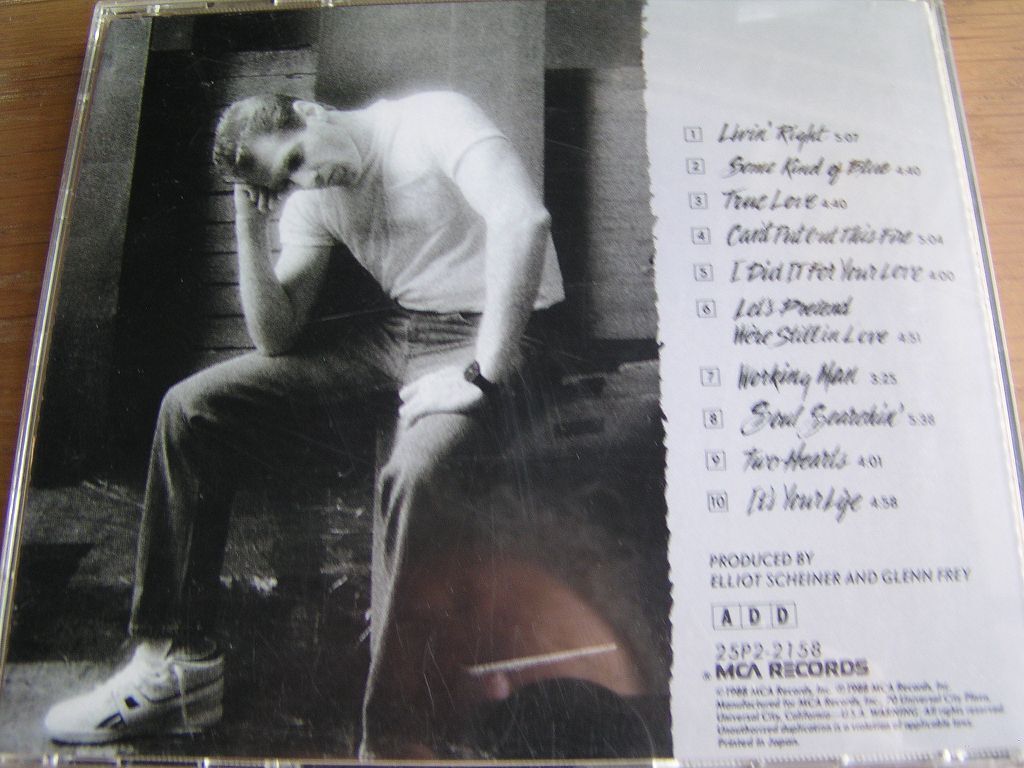 1 Livin' Right 5:07
2 Some Kind of Blue 4:40
3 True Love 4:40
4 Can't Put Out This Fire 5:04
5 I Did It For Your Love 4:00
6 Let's Pretend
We're Still in Love 4:51
7 Working Man 3:25
8 Soul Searchin' 5:38
9 Two Hearts 4:01
10 It's Your Life 4:58
PRODUCED BY
ELLIOT SCHEINER AND GLENN FREY
A D D
25P2-2158
MCA RECORDS
©1988 MCA Records, Inc. ℗1988 MCA Records, Inc.
Manufactured for MCA Records, Inc., 70 Universal City Plaza,
Universal City, California—U.S.A. WARNING: All rights reserved.
Unauthorized duplication is a violation of applicable laws.
Printed in Japan.